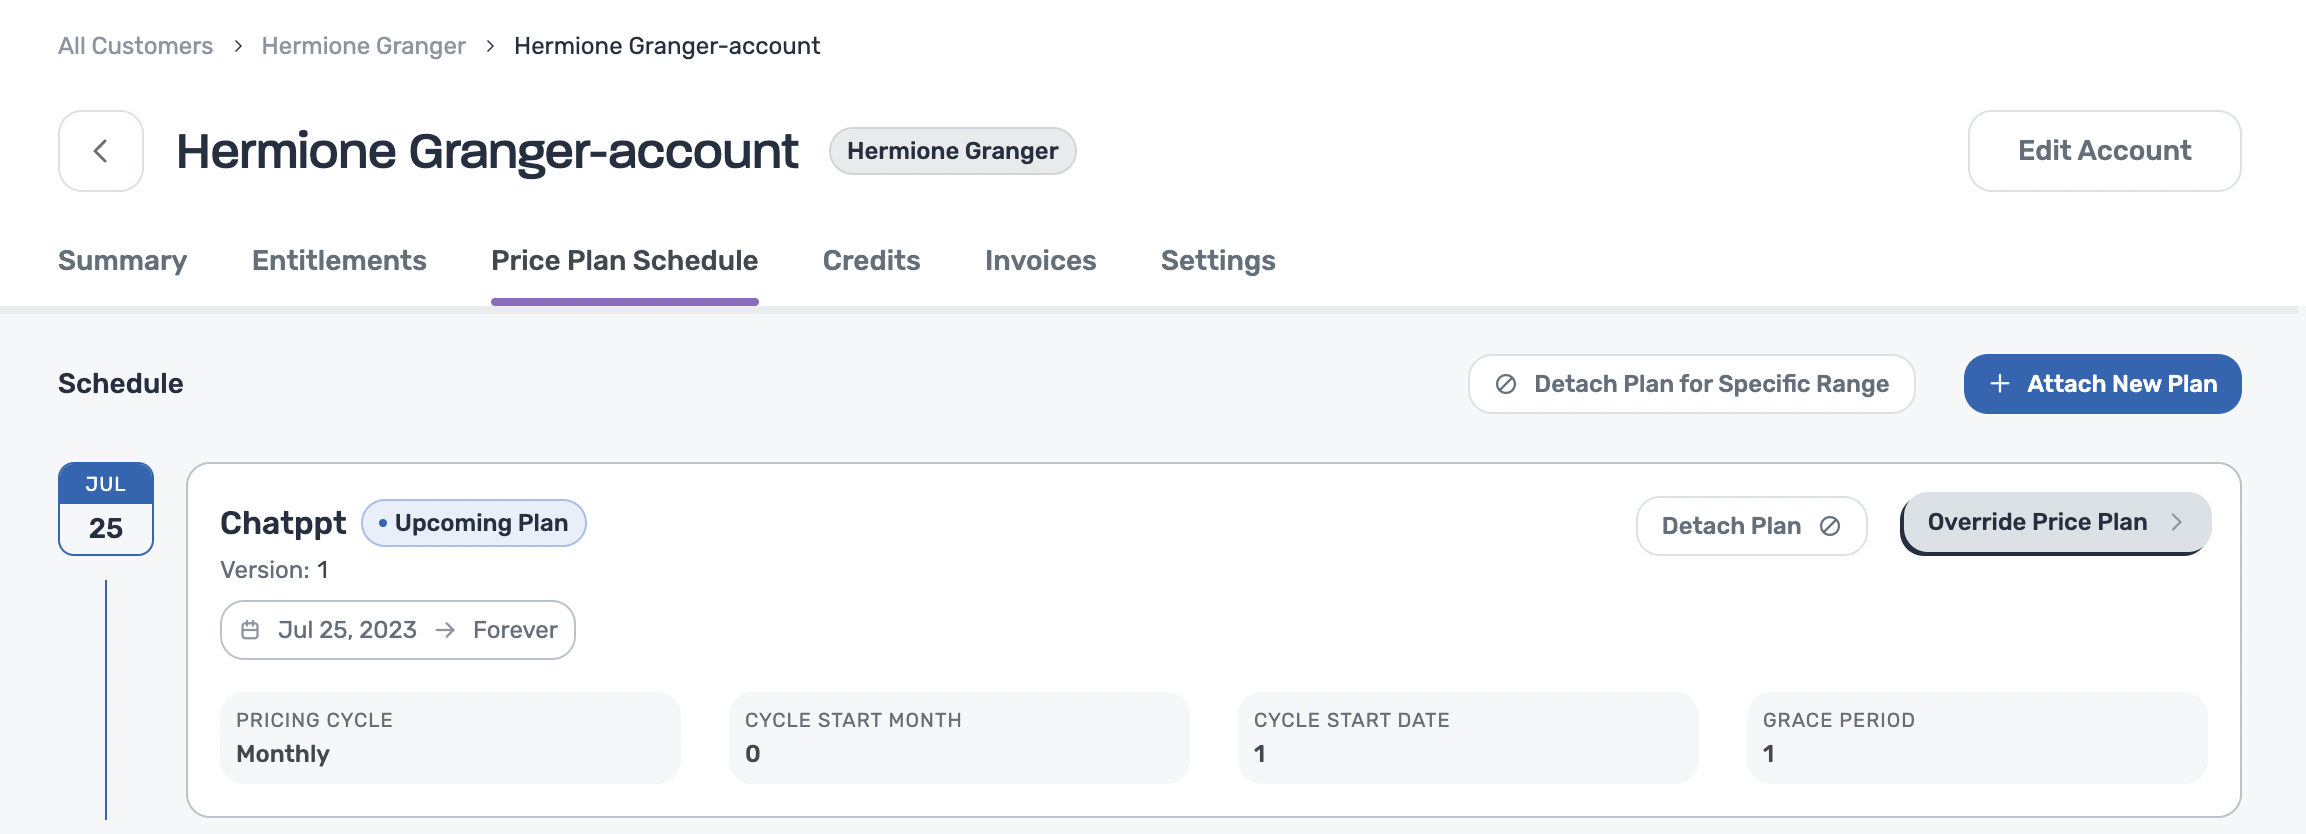 All Customers > Hermione Granger > Hermione Granger-account
Hermione Granger-account
Hermione Granger
Edit Account
Summary
Entitlements
Price Plan Schedule
Credits
Invoices
Settings
Schedule
Detach Plan for Specific Range
+ Attach New Plan
JUL
25
Chatppt
• Upcoming Plan
Detach Plan
Override Price Plan >
Version: 1
Jul 25, 2023 → Forever
PRICING CYCLE
Monthly
CYCLE START MONTH
0
CYCLE START DATE
1
GRACE PERIOD
1